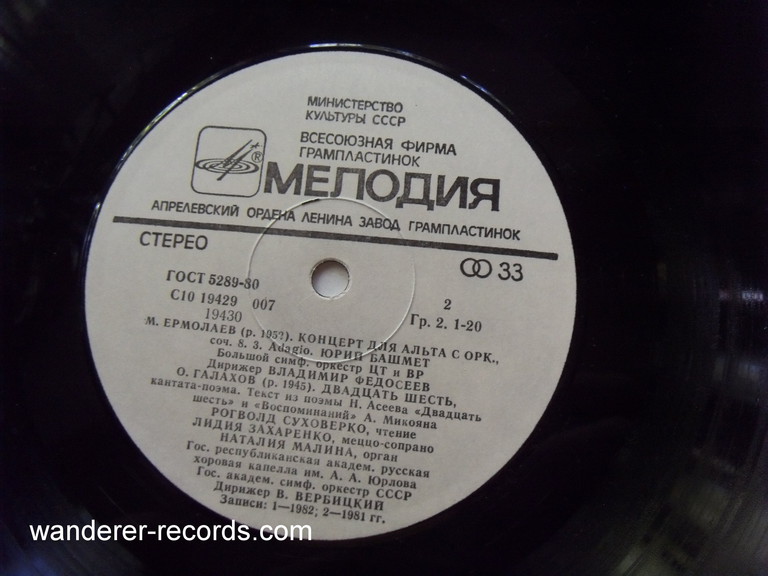 МИНИСТЕРСТВО
КУЛЬТУРЫ СССР
ВСЕСОЮЗНАЯ ФИРМА
ГРАМПЛАСТИНОК
®
МЕЛОДИЯ
АПРЕЛЕВСКИЙ ОРДЕНА ЛЕНИНА ЗАВОД ГРАМПЛАСТИНОК
СТЕРЕО
33
ГОСТ 5289-80
2
С10 19429 007
Гр. 2. 1-20
19430
М. ЕРМОЛАЕВ (р. 1952). КОНЦЕРТ ДЛЯ АЛЬТА С ОРК.,
соч. 8. 3. Adagio. ЮРИЙ БАШМЕТ
Большой симф. оркестр ЦТ и ВР
Дирижер ВЛАДИМИР ФЕДОСЕЕВ
О. ГАЛАХОВ (р. 1945). ДВАДЦАТЬ ШЕСТЬ,
кантата-поэма. Текст из поэмы Н. Асеева «Двадцать
шесть» и «Воспоминаний» А. Микояна
РОГВОЛД СУХОВЕРКО, чтение
ЛИДИЯ ЗАХАРЕНКО, меццо-сопрано
НАТАЛИЯ МАЛИНА, орган
Гос. республиканская академ. русская
хоровая капелла им. А. А. Юрлова
Гос. академ. симф. оркестр СССР
Дирижер В. ВЕРБИЦКИЙ
Записи: 1—1982; 2—1981 гг.
wanderer-records.com